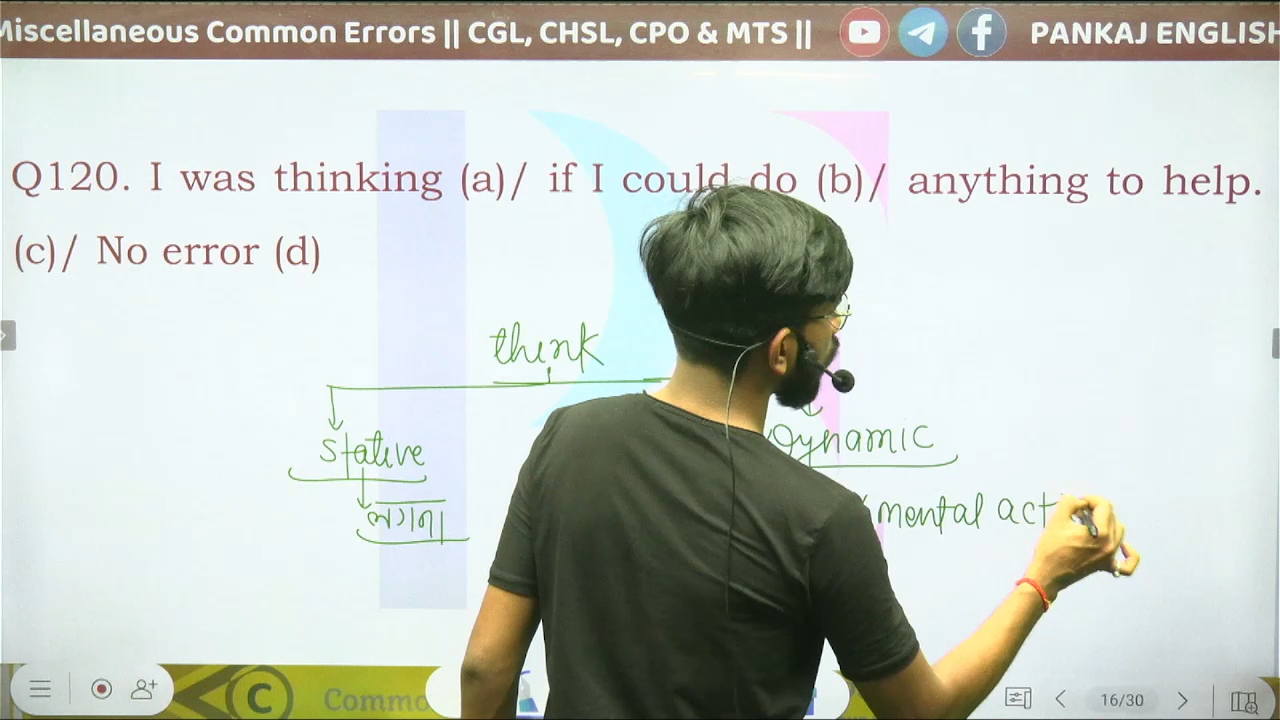 Miscellaneous Common Errors || CGL, CHSL, CPO & MTS || PANKAJ ENGLISH
Q120. I was thinking (a)/ if I could do (b)/ anything to help.
(c)/ No error (d)
think
Stative
Dynamic
लगना
(mental act
C Commo
16/30